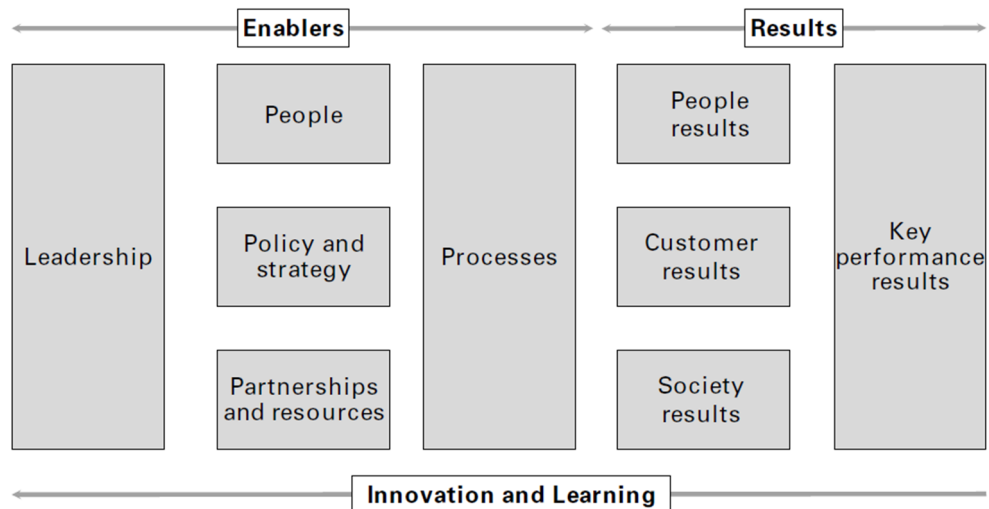 Enablers
Results
Leadership
People
Policy and
strategy
Partnerships
and resources
Processes
People
results
Customer
results
Society
results
Key
performance
results
Innovation and Learning